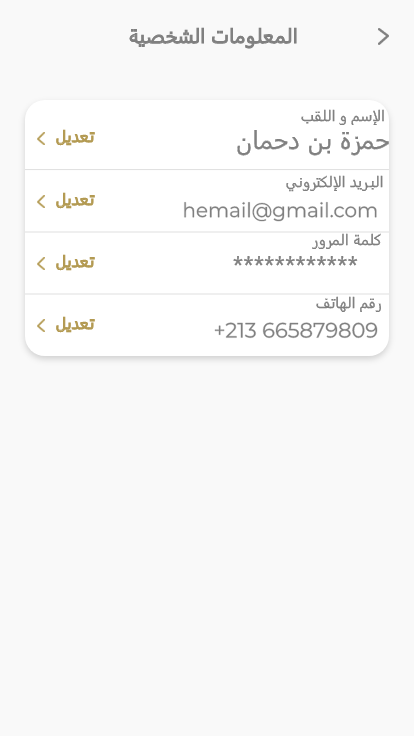 المعلومات الشخصية
الإسم و اللقب
حمزة بن دحمان
تعديل
البريد الإلكتروني
hemail@gmail.com
تعديل
كلمة المرور
************
تعديل
رقم الهاتف
+213 665879809
تعديل